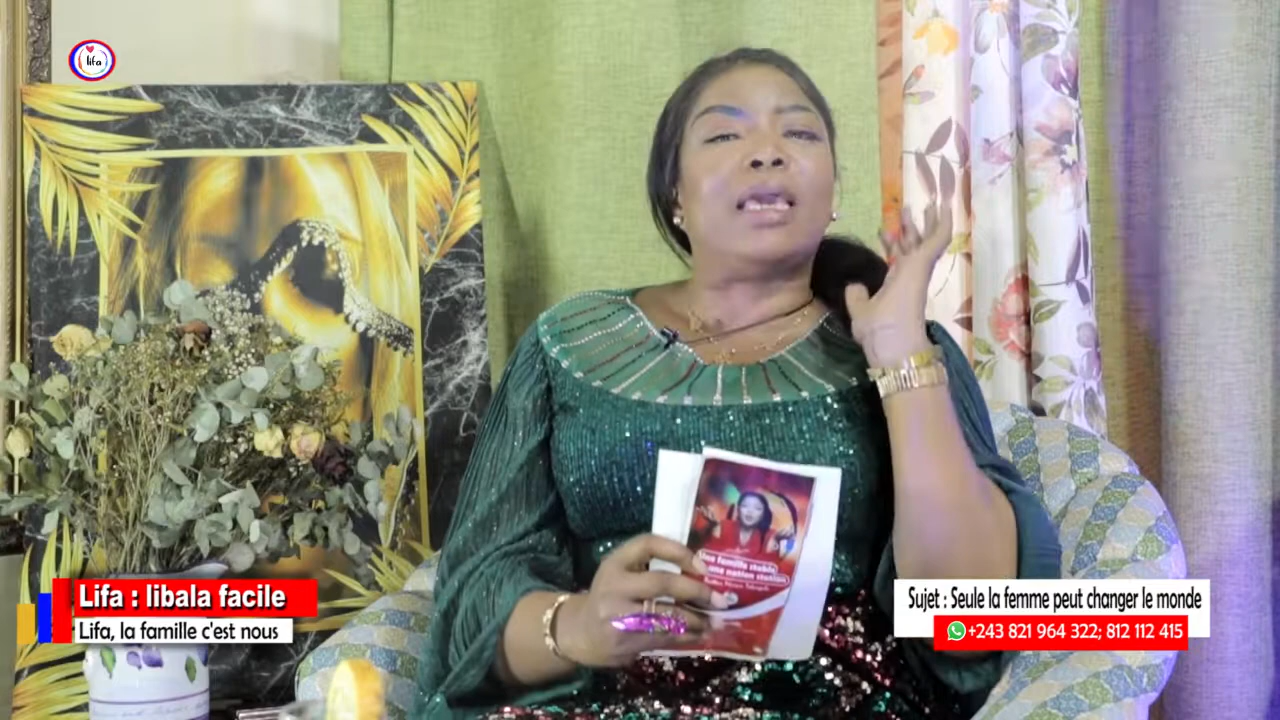 lifa
Une famille stable,
une nation stable
Lifa : libala facile
Lifa, la famille c'est nous
Sujet : Seule la femme peut changer le monde
+243 821 964 322; 812 112 415